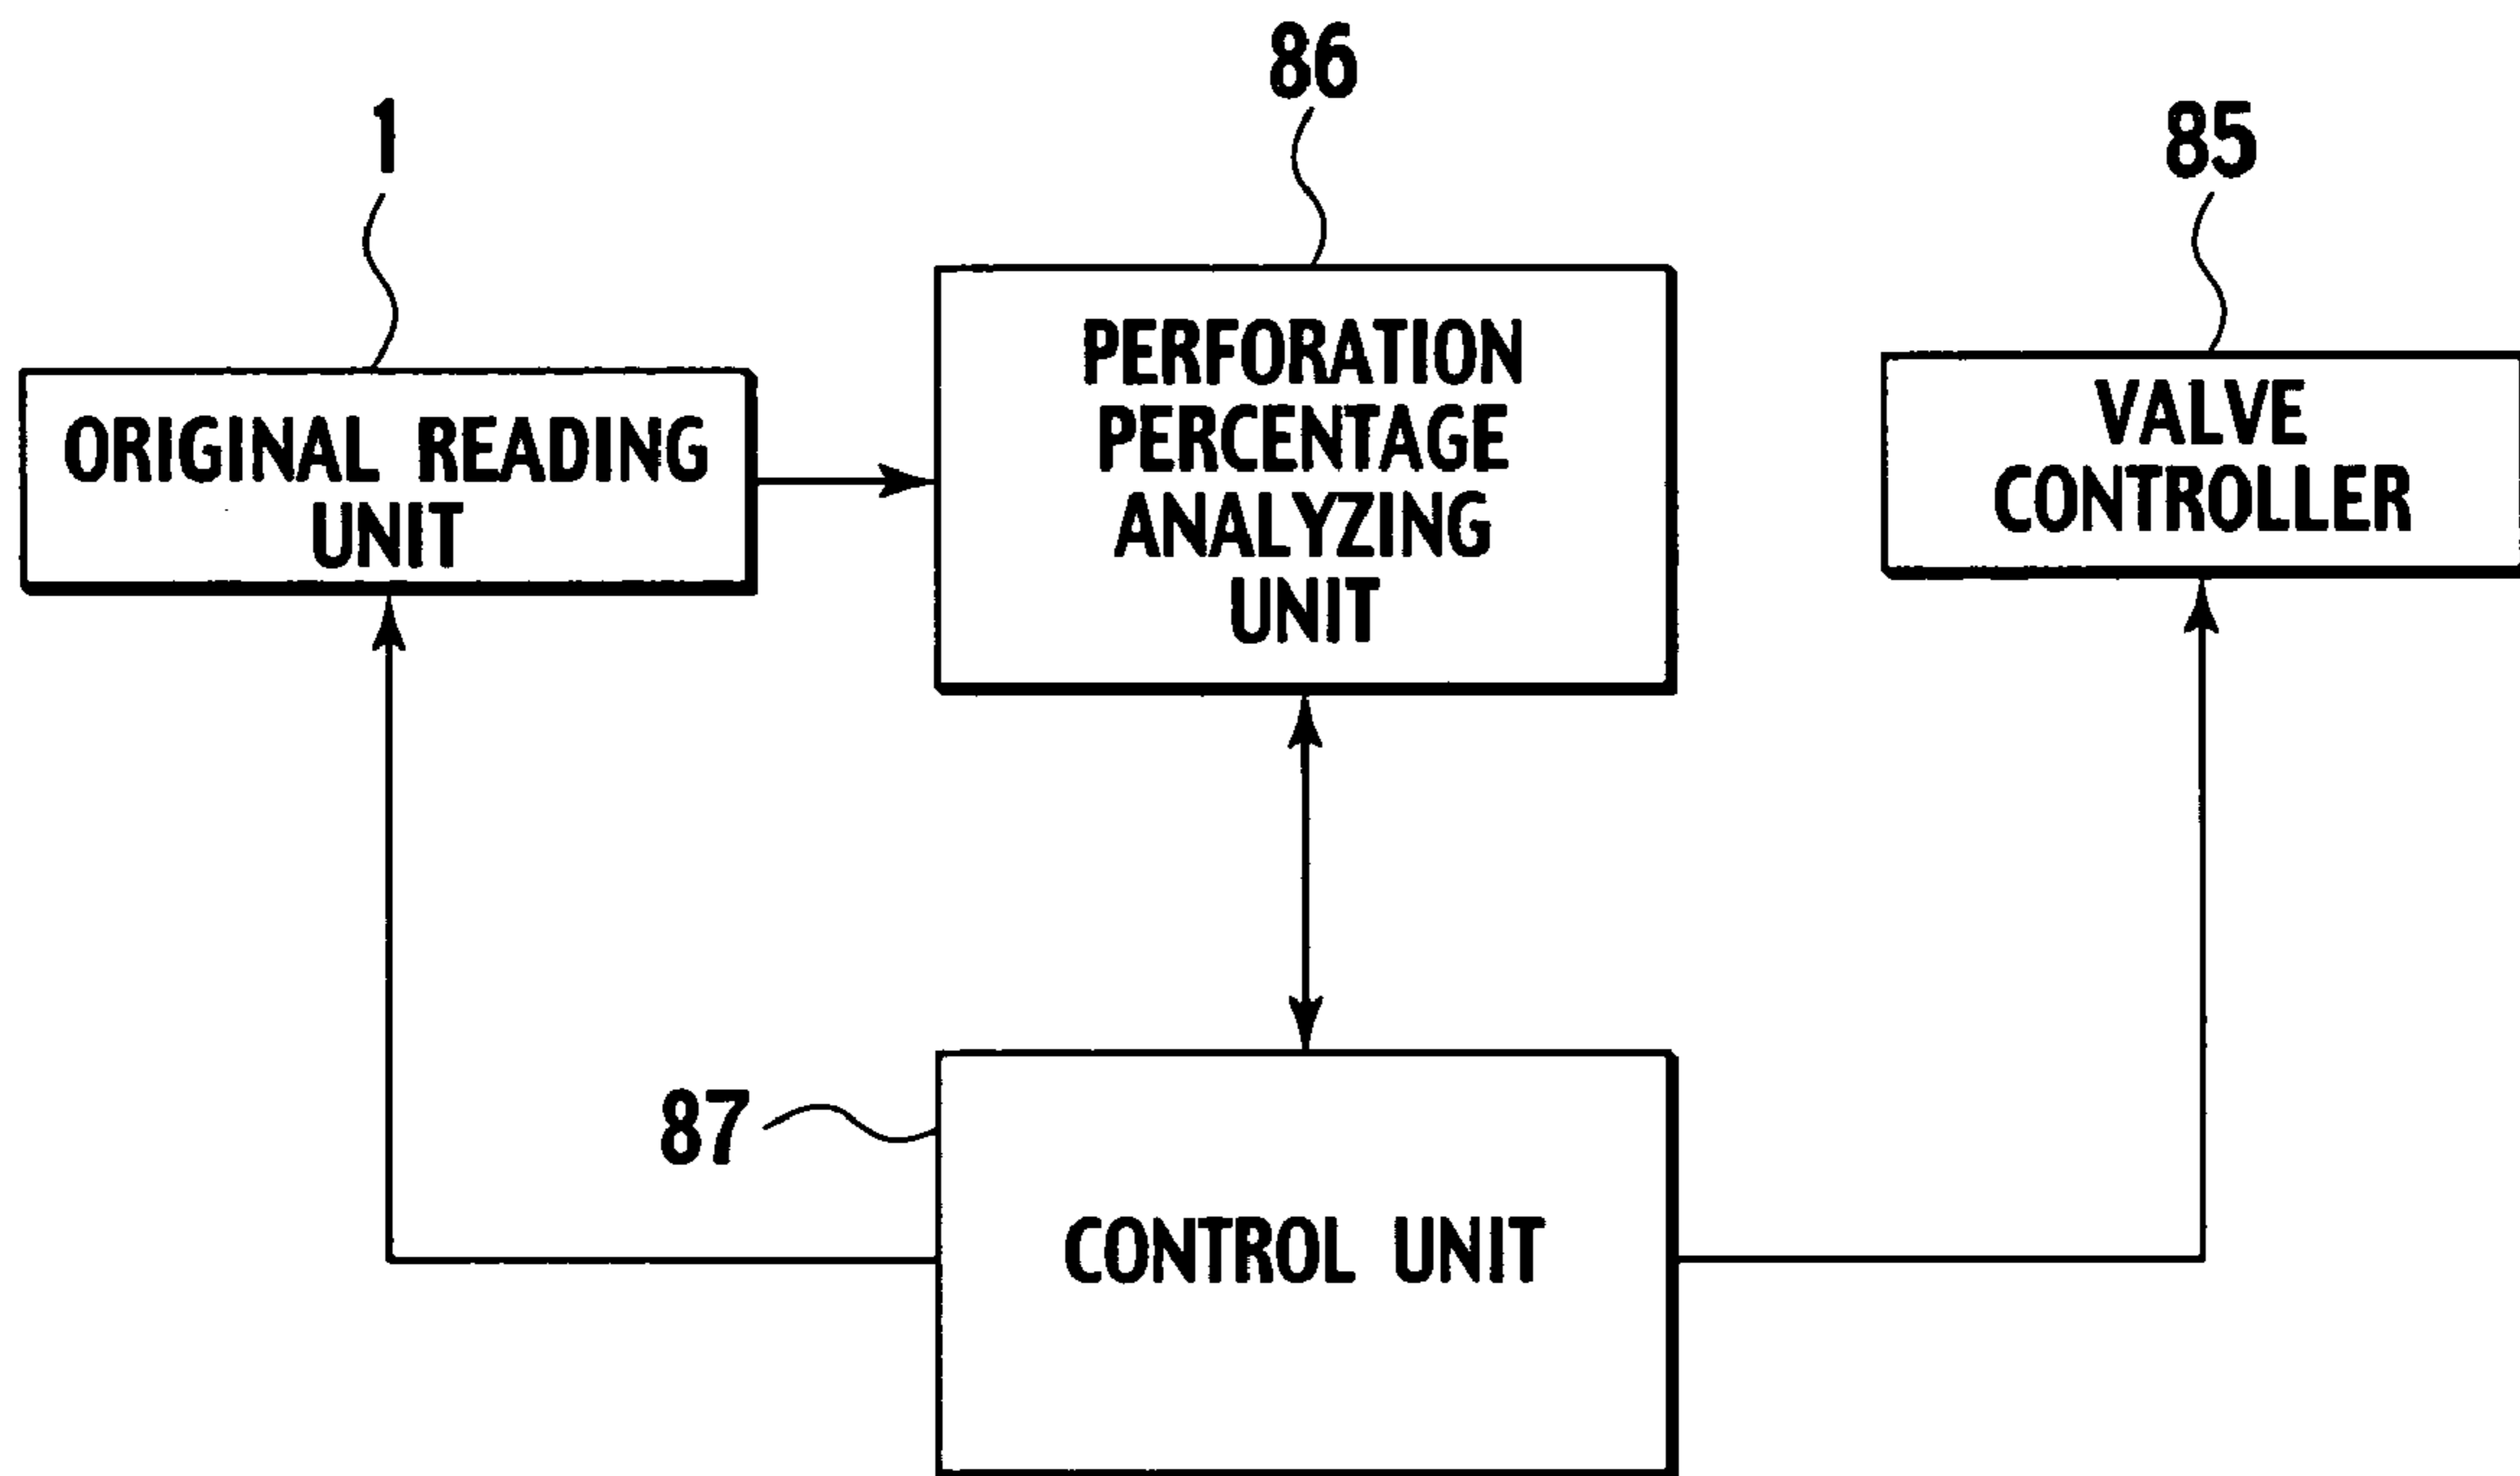 86
1
85
PERFORATION
PERCENTAGE
ANALYZING
UNIT
ORIGINAL READING
UNIT
VALVE
CONTROLLER
87
CONTROL UNIT